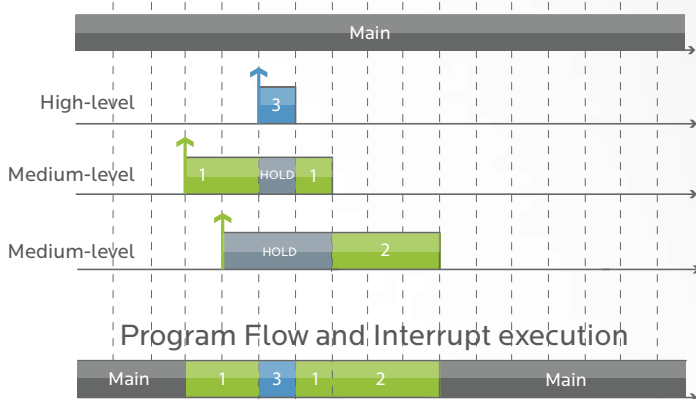 Main
High-level
3
Medium-level
1 HOLD 1
Medium-level
HOLD 2
Program Flow and Interrupt execution
Main 1 3 1 2 Main